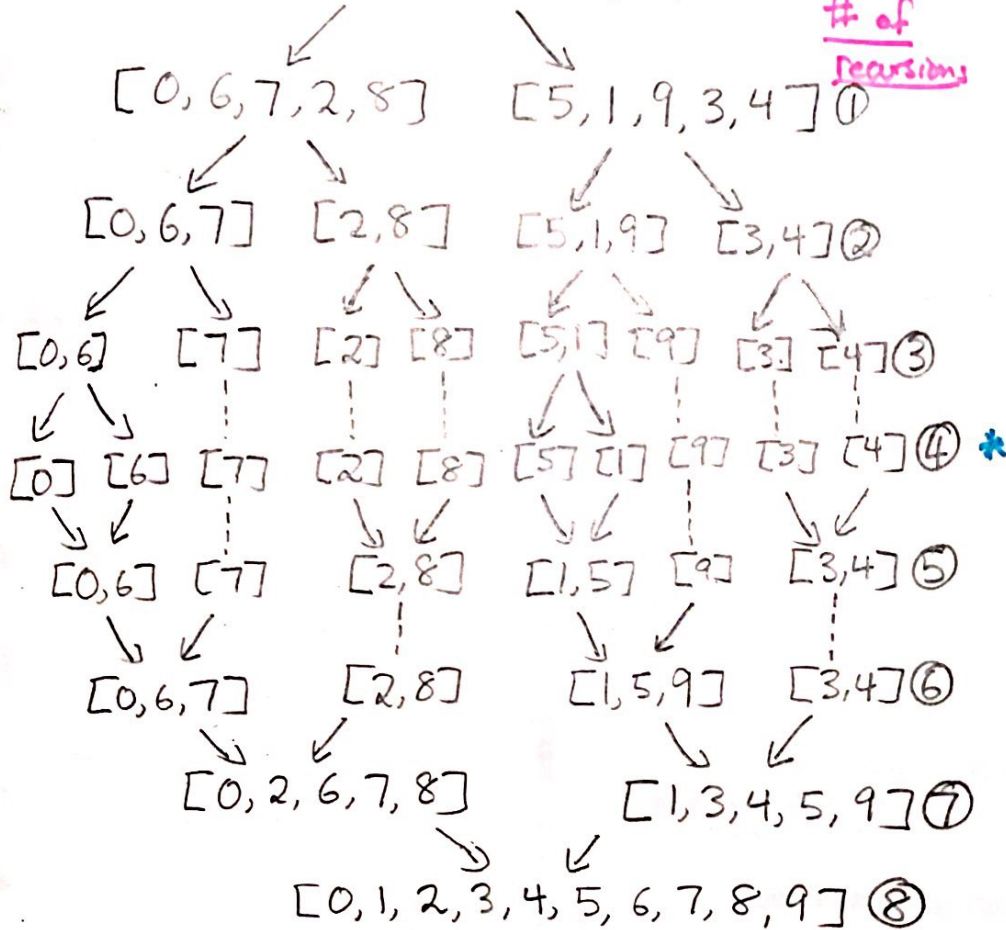 # of
recursions
[0, 6, 7, 2, 8] [5, 1, 9, 3, 4] ①
[0, 6, 7] [2, 8] [5, 1, 9] [3, 4] ②
[0, 6] [7] [2] [8] [5, 1] [9] [3] [4] ③
[0] [6] [7] [2] [8] [5] [1] [9] [3] [4] ④ *
[0, 6] [7] [2, 8] [1, 5] [9] [3, 4] ⑤
[0, 6, 7] [2, 8] [1, 5, 9] [3, 4] ⑥
[0, 2, 6, 7, 8] [1, 3, 4, 5, 9] ⑦
[0, 1, 2, 3, 4, 5, 6, 7, 8, 9] ⑧